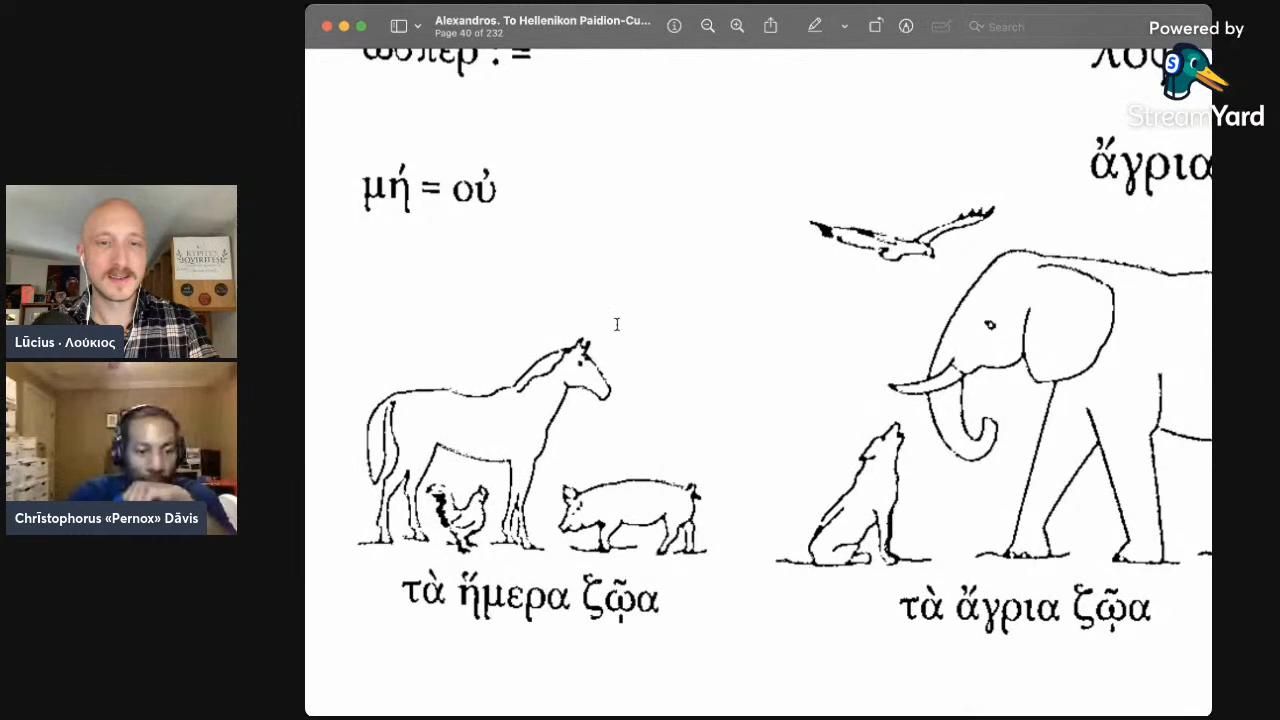 Alexandros. To Hellenikon Paidion-Cu...
Page 40 of 232
Search
Powered by
StreamYard
ὥσπερ : =
μή = οὐ
ἄγρια
τὰ ἥμερα ζῷα
τὰ ἄγρια ζῷα
Lūcius · Λούκιος
Chrīstophorus «Pernox» Dāvis